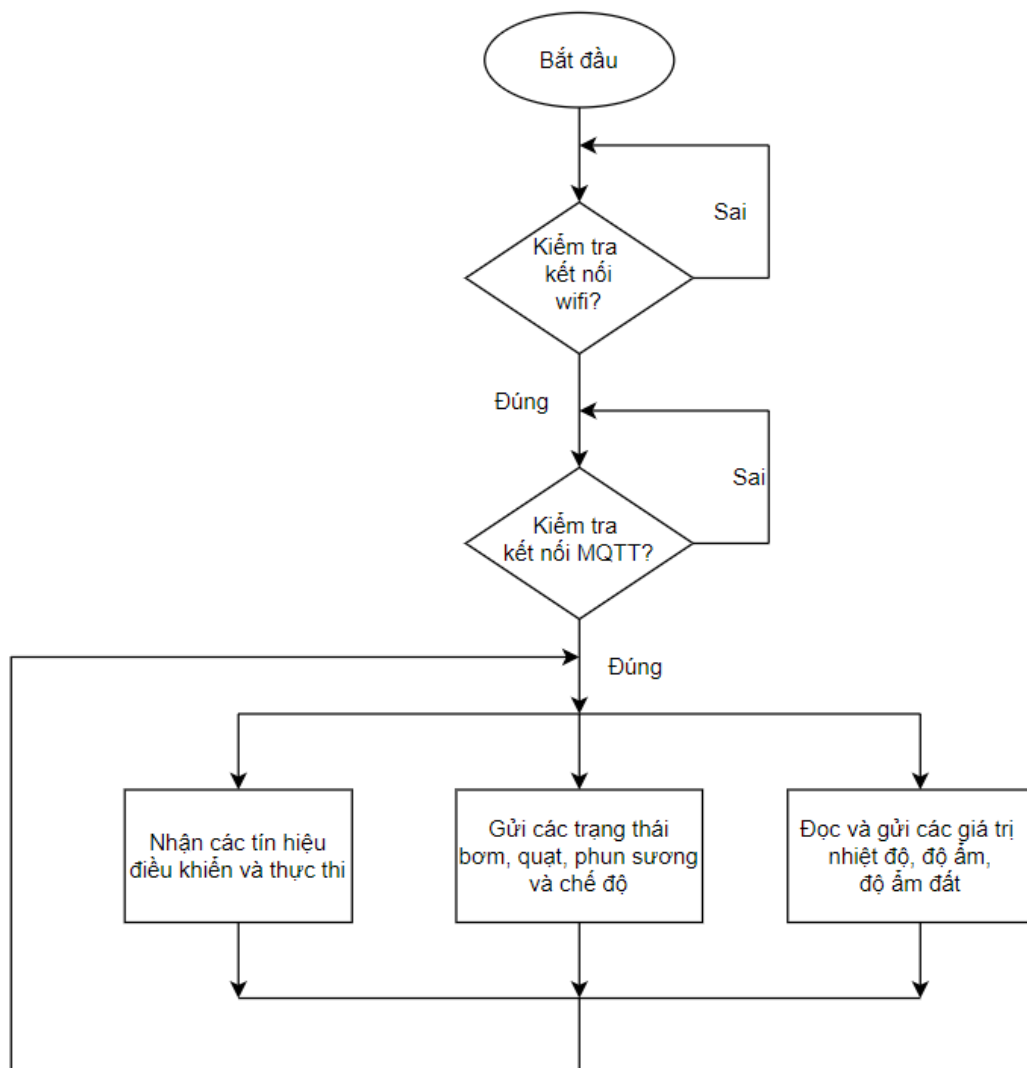 Bắt đầu
Sai
Kiểm tra
kết nối
wifi?
Đúng
Sai
Kiểm tra
kết nối MQTT?
Đúng
Nhận các tín hiệu
điều khiển và thực thi
Gửi các trạng thái
bơm, quạt, phun sương
và chế độ
Đọc và gửi các giá trị
nhiệt độ, độ ẩm,
độ ẩm đất